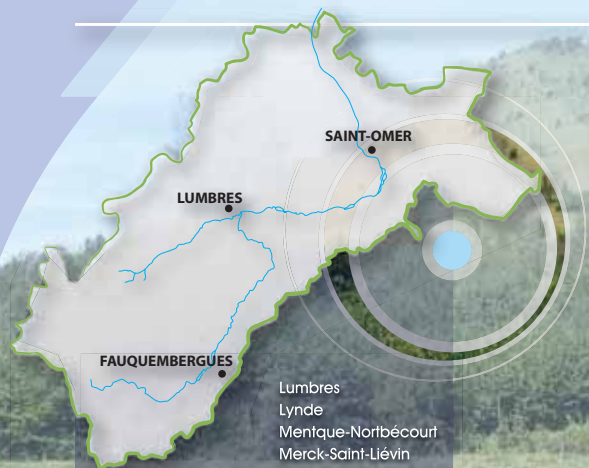 SAINT-OMER
LUMBRES
FAUQUEMBERGUES
Lumbres
Lynde
Mentque-Nortbécourt
Merck-Saint-Liévin